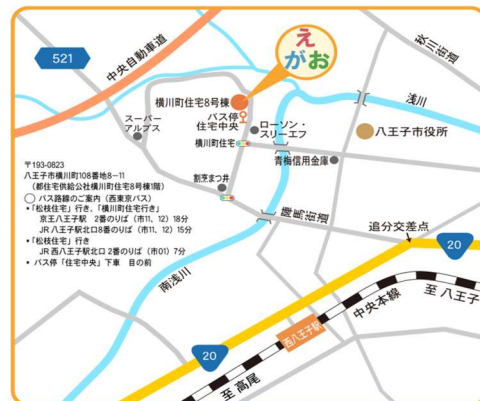 521
中央自動車道
えがお
秋川街道
浅川
横川町住宅8号棟
バス停
住宅中央
スーパー
アルプス
ローソン・
スリーエフ
八王子市役所
横川町住宅
青梅信用金庫
割烹まつ井
陣馬街道
追分交差点
20
〒193-0823
八王子市横川町108番地8-11
(都住宅供給公社横川町住宅8号棟1階)
◯ バス路線のご案内(西東京バス)
・「松枝住宅」行き、「横川町住宅行き」
京王八王子駅 2番のりば(市11、12)18分
JR八王子駅北口8番のりば(市11、12)15分
・「松枝住宅」行き
JR西八王子駅北口2番のりば(市01)7分
・バス停「住宅中央」下車 目の前
南浅川
西八王子駅
中央本線
至 八王子
20
至 高尾